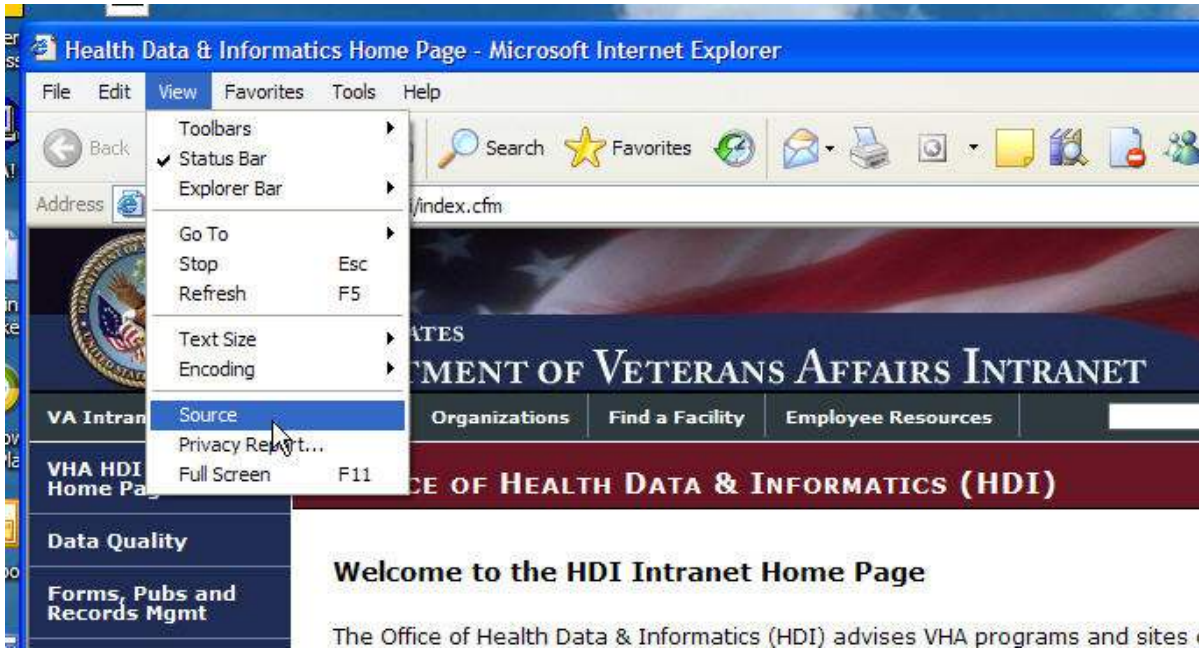 Health Data & Informatics Home Page - Microsoft Internet Explorer
File Edit View Favorites Tools Help
Back Search Favorites
Toolbars
Status Bar
Explorer Bar
Go To
Stop Esc
Refresh F5
Text Size
Encoding
Source
Privacy Report...
Full Screen F11
Address /index.cfm
ATES
TMENT OF VETERANS AFFAIRS INTRANET
VA Intran Organizations Find a Facility Employee Resources
VHA HDI
Home Pag
CE OF HEALTH DATA & INFORMATICS (HDI)
Data Quality
Forms, Pubs and
Records Mgmt
Welcome to the HDI Intranet Home Page
The Office of Health Data & Informatics (HDI) advises VHA programs and sites